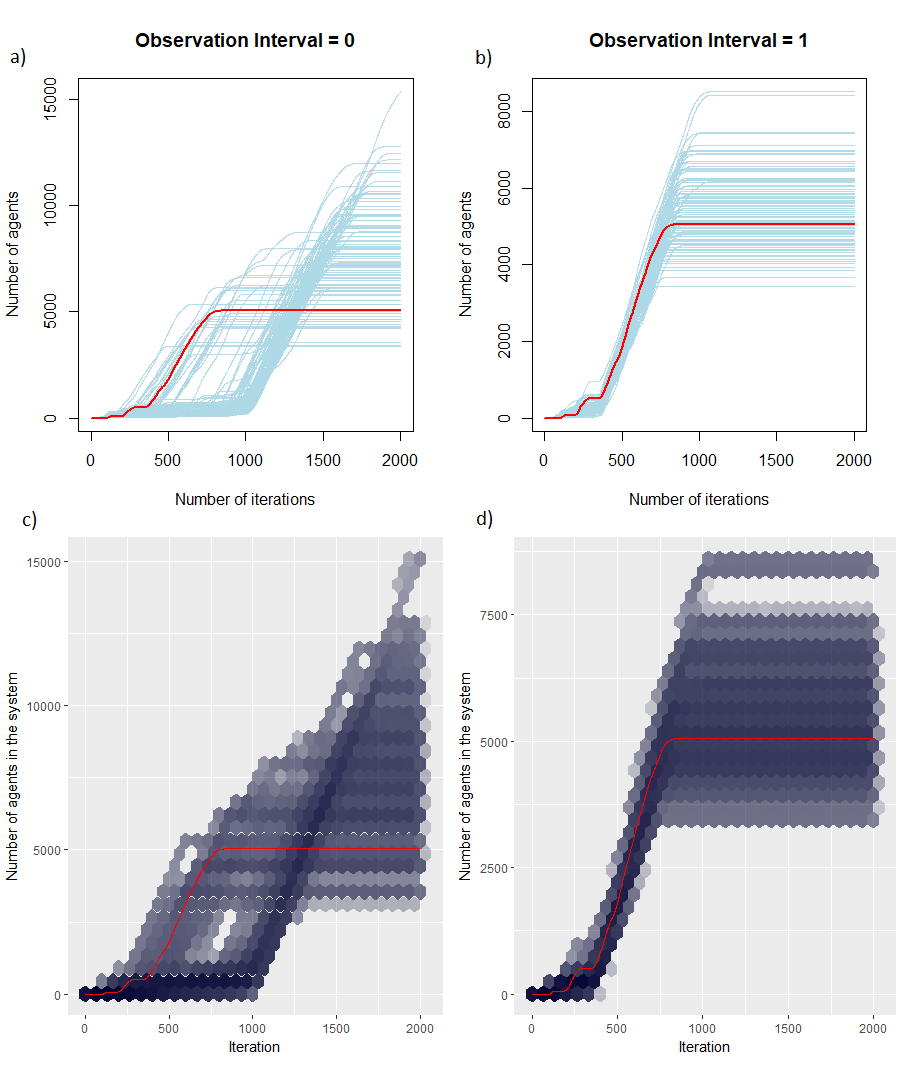 Observation Interval = 0
a)
Number of agents
15000
10000
5000
0
0 500 1000 1500 2000
Number of iterations
Observation Interval = 1
b)
Number of agents
8000
6000
4000
2000
0
0 500 1000 1500 2000
Number of iterations
c)
Number of agents in the system
15000
10000
5000
0
0 500 1000 1500 2000
Iteration
d)
Number of agents in the system
7500
5000
2500
0
0 500 1000 1500 2000
Iteration